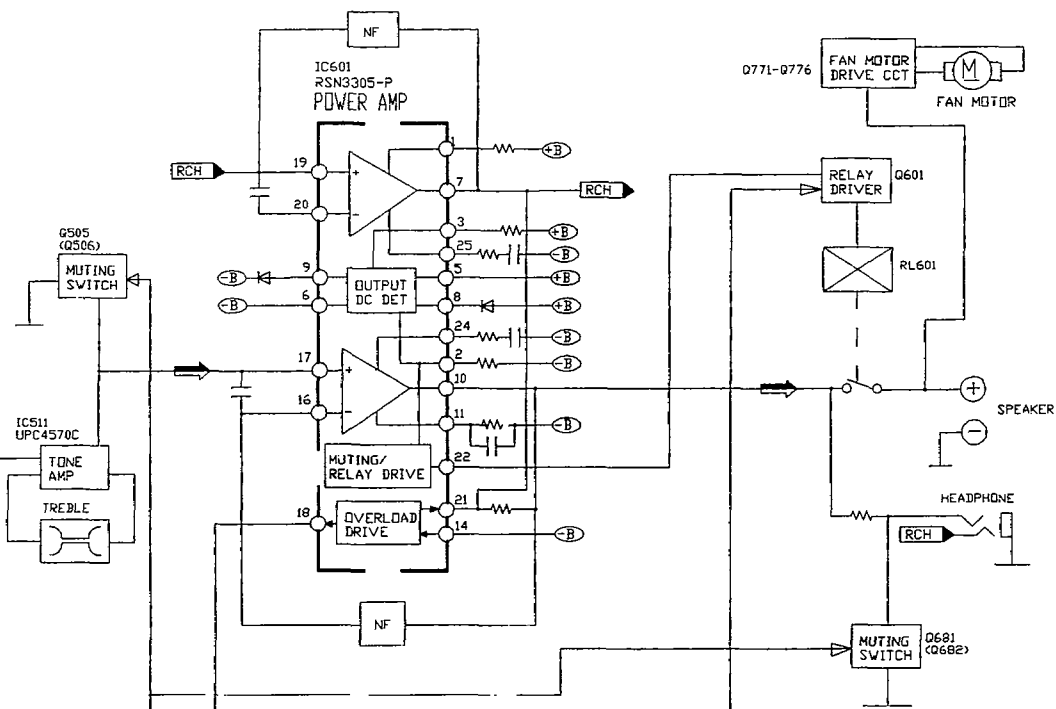 NF
IC601
RSN3305-P
POWER AMP
Q771-Q776
FAN MOTOR
DRIVE CCT
M
FAN MOTOR
RCH
19
20
1
+B
7
RCH
3
+B
25
-B
RELAY
DRIVER
Q601
Q505
(Q506)
MUTING
SWITCH
-B
9
-B
6
OUTPUT
DC DET
5
+B
8
+B
RL601
24
-B
2
-B
17
16
+
-
+
-
10
11
-B
+
-
SPEAKER
IC511
UPC4570C
TONE
AMP
TREBLE
MUTING/
RELAY DRIVE
22
18
OVERLOAD
DRIVE
21
14
-B
HEADPHONE
RCH
NF
MUTING
SWITCH
Q681
(Q682)